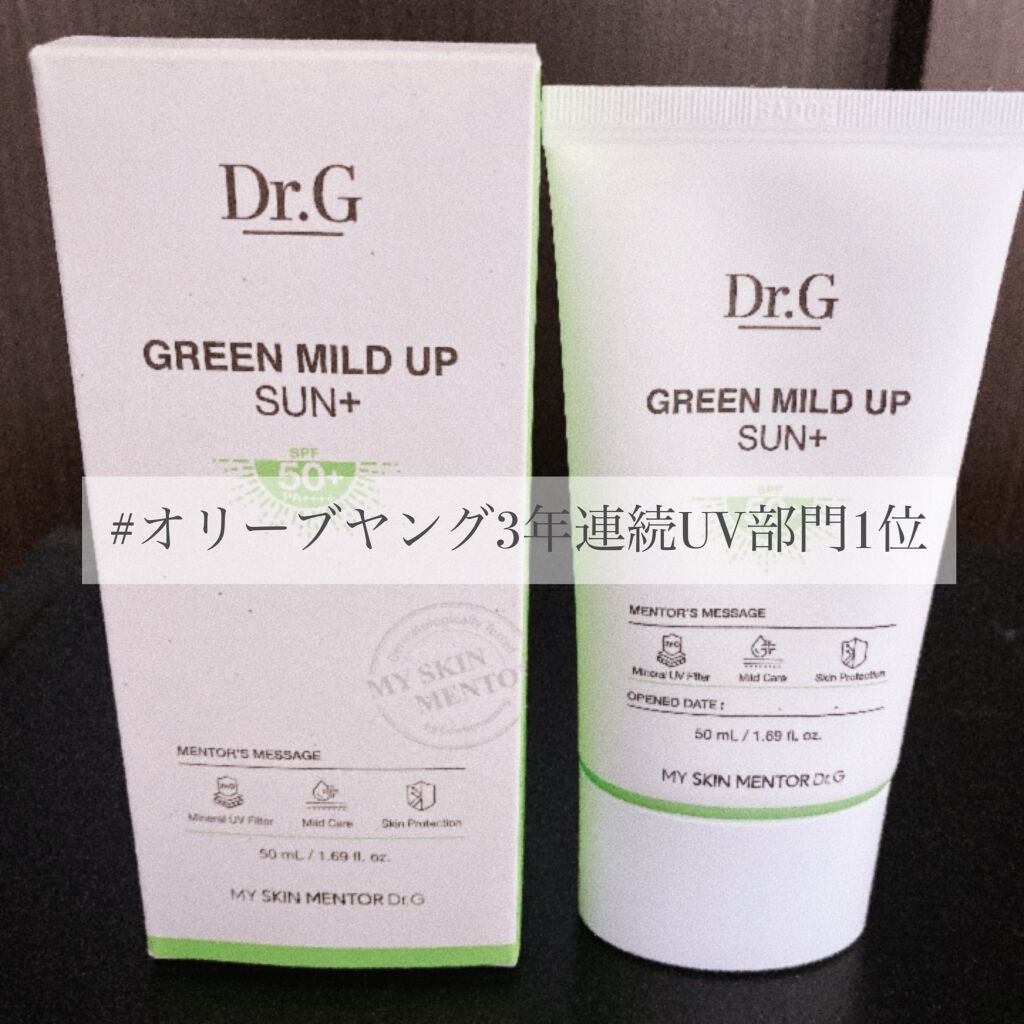 Dr.G
GREEN MILD UP
SUN+
SPF
50+
PA++++
MY SKIN
MENTOR'S MESSAGE
Mineral UV Filter
Mild Care
Skin Protection
50 mL / 1.69 fl. oz.
MY SKIN MENTOR Dr.G
#オリーブヤング3年連続UV部門1位
Dr.G
GREEN MILD UP
SUN+
SPF
MENTOR'S MESSAGE
Mineral UV Filter
Mild Care
Skin Protection
OPENED DATE :
50 mL / 1.69 fl. oz.
MY SKIN MENTOR Dr.G